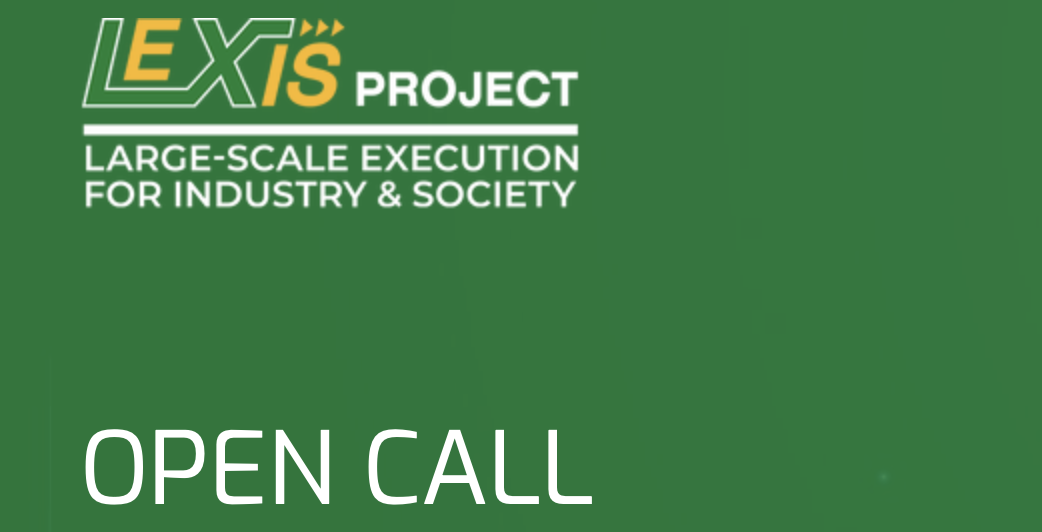 LEXIS PROJECT
LARGE-SCALE EXECUTION
FOR INDUSTRY & SOCIETY
OPEN CALL